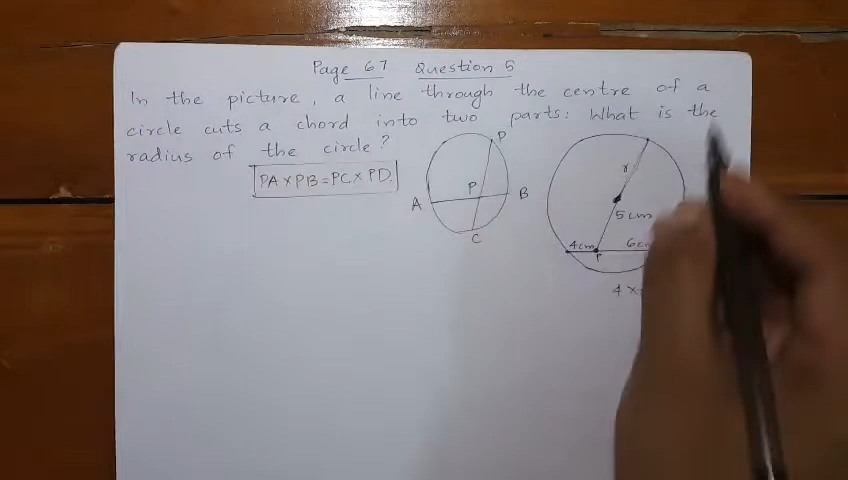 Page 67 Question 5
In the picture, a line through the centre of a
circle cuts a chord into two parts: What is the
radius of the circle?
PA×PB=PC×PD.
D
P
A
B
C
r
5cm
4cm
P
4×